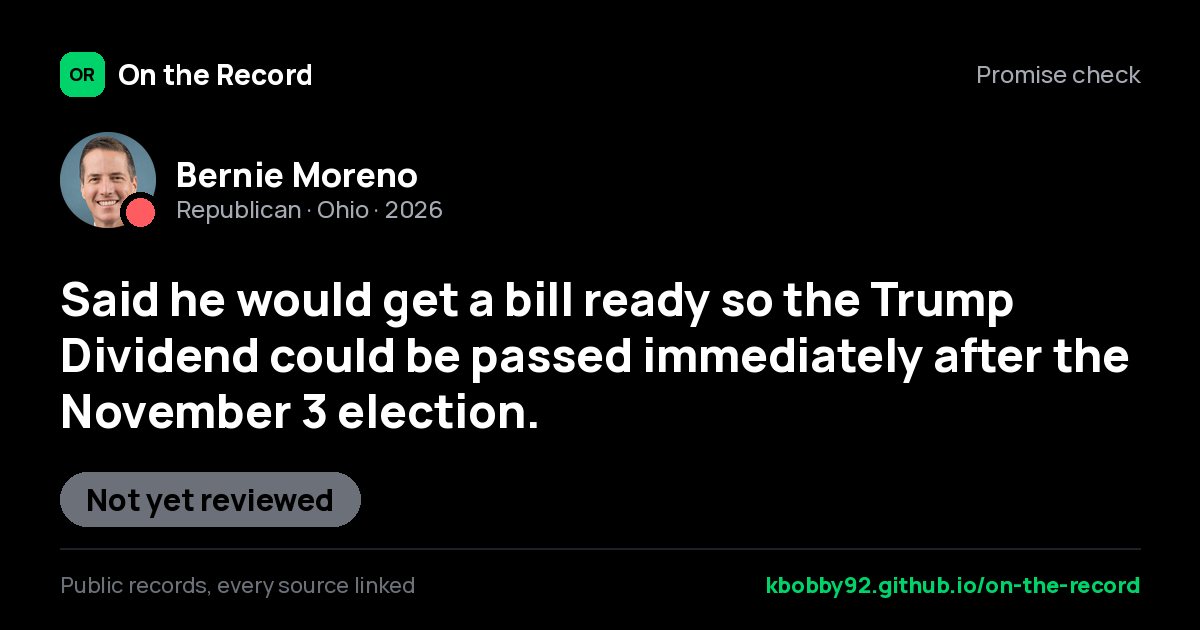 OR On the Record
Promise check
Bernie Moreno
Republican · Ohio · 2026
Said he would get a bill ready so the Trump
Dividend could be passed immediately after the
November 3 election.
Not yet reviewed
Public records, every source linked
kbobby92.github.io/on-the-record